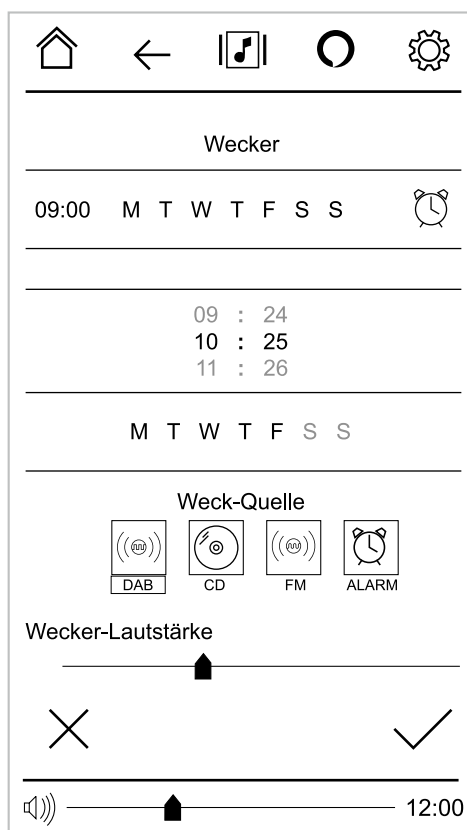 Wecker
09:00 M T W T F S S
09 : 24
10 : 25
11 : 26
M T W T F S S
Weck-Quelle
DAB CD FM ALARM
Wecker-Lautstärke
12:00